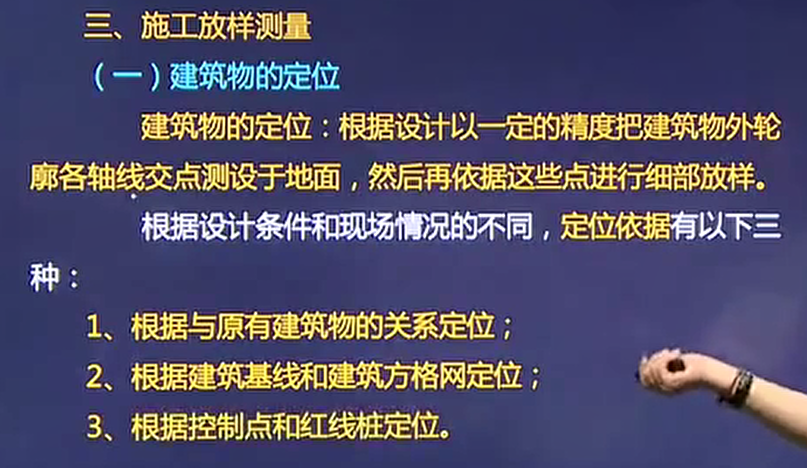 三、施工放样测量
（一）建筑物的定位
建筑物的定位：根据设计以一定的精度把建筑物外轮
廓各轴线交点测设于地面，然后再依据这些点进行细部放样。
根据设计条件和现场情况的不同，定位依据有以下三
种：
1、根据与原有建筑物的关系定位；
2、根据建筑基线和建筑方格网定位；
3、根据控制点和红线桩定位。